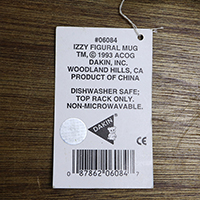 #06084
IZZY FIGURAL MUG
TM, © 1993 ACOG
DAKIN, INC.
WOODLAND HILLS, CA
PRODUCT OF CHINA
DISHWASHER SAFE;
TOP RACK ONLY.
NON-MICROWAVABLE.
DAKIN
CE
0 87862 06084 7